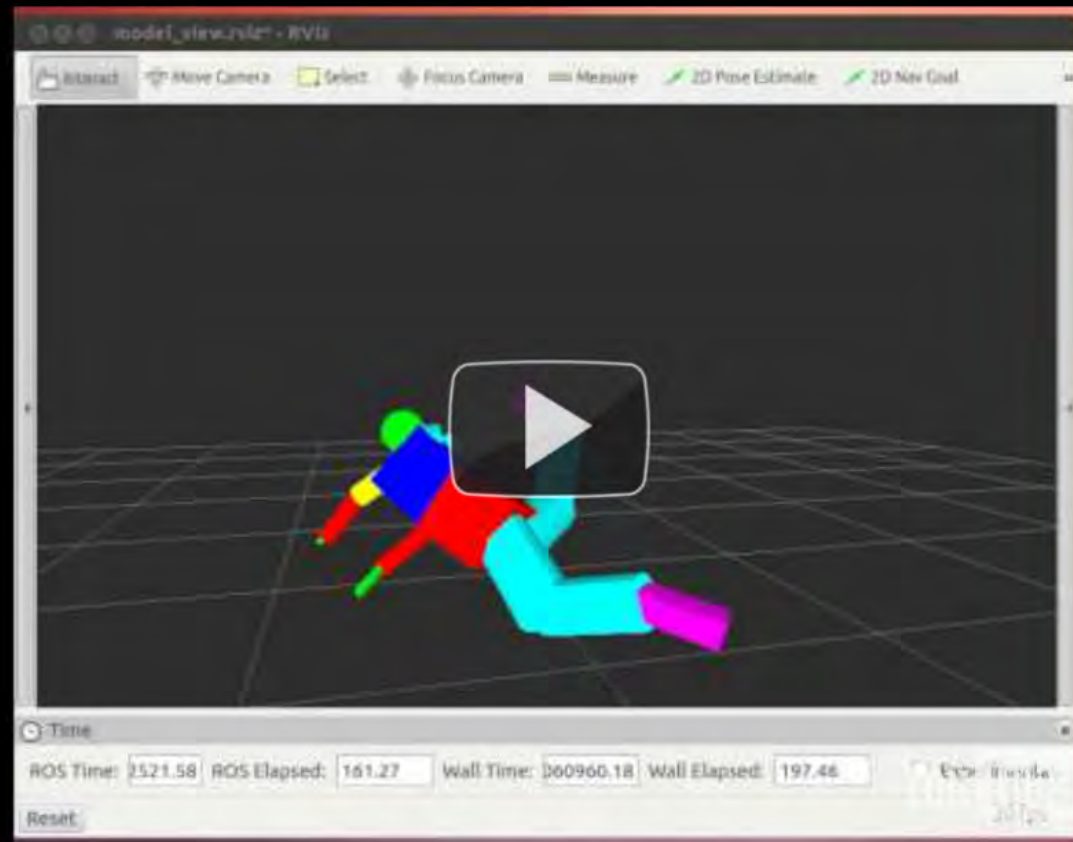 model_view.rviz* - RViz
Interact Move Camera Select Focus Camera Measure 2D Pose Estimate 2D Nav Goal
Time
ROS Time: 2521.58 ROS Elapsed: 161.27 Wall Time: 060960.18 Wall Elapsed: 197.46
Reset